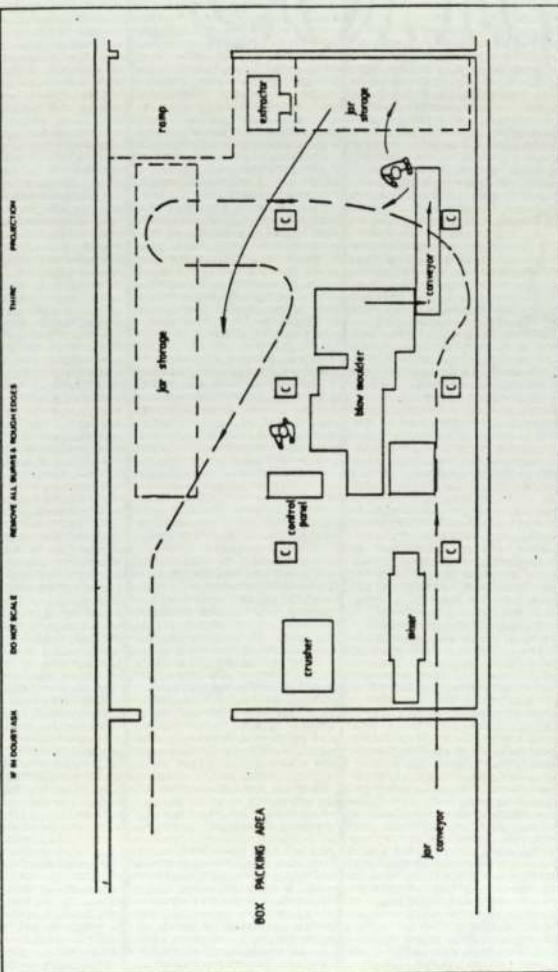 IF IN DOUBT ASK
DO NOT SCALE
REMOVE ALL BURRS & ROUGH EDGES
PROJECTION
jar storage
ramp
BOX PACKING AREA
extractor
C
C
C
control
panel
crusher
jar
storage
blow moulder
mixer
conveyor
jar
conveyor
C
C
C